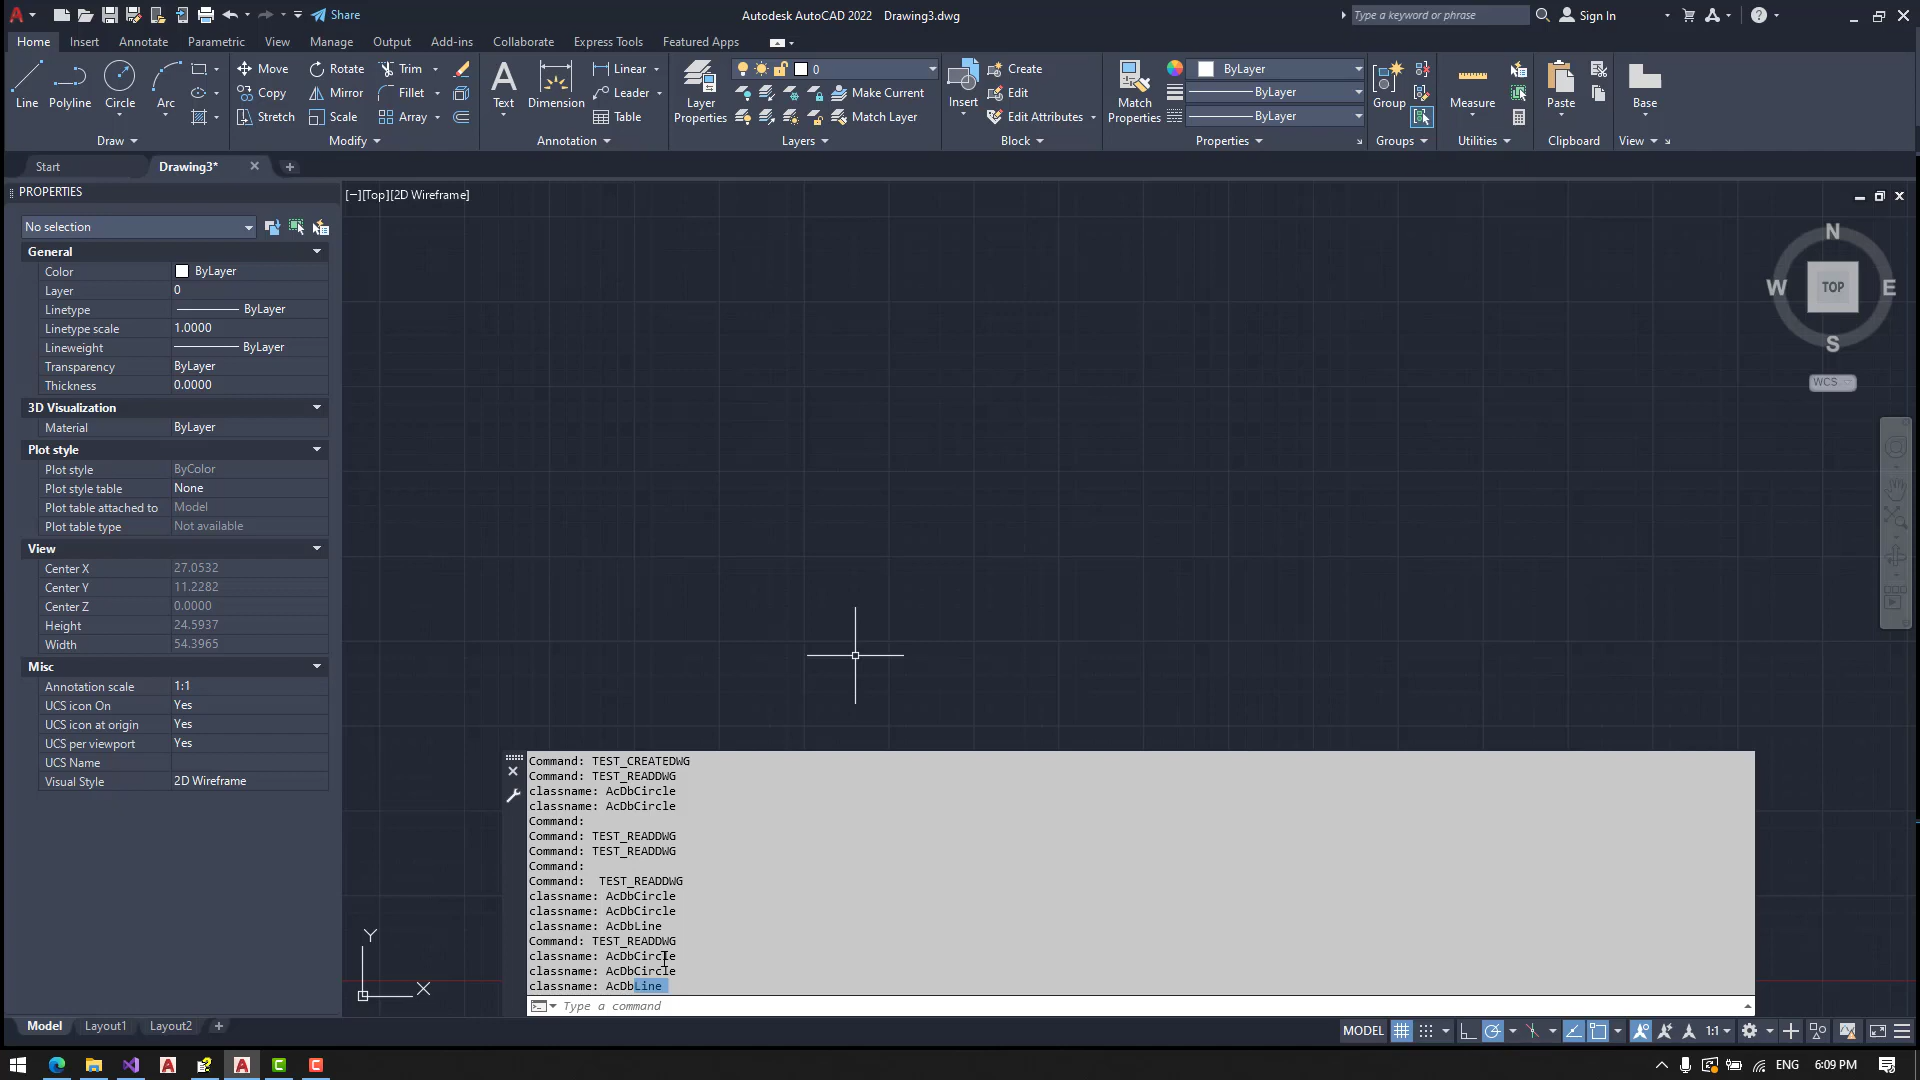 Share
Autodesk AutoCAD 2022 Drawing3.dwg
Type a keyword or phrase
Sign In
Home Insert Annotate Parametric View Manage Output Add-ins Collaborate Express Tools Featured Apps
Line
Polyline
Circle
Arc
Draw
Move
Rotate
Trim
Copy
Mirror
Fillet
Stretch
Scale
Array
Modify
Text
Dimension
Linear
Leader
Table
Annotation
Layer
Properties
0
Make Current
Match Layer
Layers
Insert
Create
Edit
Edit Attributes
Block
Match
Properties
ByLayer
ByLayer
ByLayer
Properties
Group
Groups
Measure
Utilities
Paste
Clipboard
Base
View
Start
Drawing3*
PROPERTIES
No selection
General
Color ByLayer
Layer 0
Linetype ByLayer
Linetype scale 1.0000
Lineweight ByLayer
Transparency ByLayer
Thickness 0.0000
3D Visualization
Material ByLayer
Plot style
Plot style ByColor
Plot style table None
Plot table attached to Model
Plot table type Not available
View
Center X 27.0532
Center Y 11.2282
Center Z 0.0000
Height 24.5937
Width 54.3965
Misc
Annotation scale 1:1
UCS icon On Yes
UCS icon at origin Yes
UCS per viewport Yes
UCS Name
Visual Style 2D Wireframe
[−][Top][2D Wireframe]
N
W TOP E
S
WCS
Y
X
Command: TEST_CREATEDWG
Command: TEST_READDWG
classname: AcDbCircle
classname: AcDbCircle
Command:
Command: TEST_READDWG
Command: TEST_READDWG
Command:
Command: TEST_READDWG
classname: AcDbCircle
classname: AcDbCircle
classname: AcDbLine
Command: TEST_READDWG
classname: AcDbCircle
classname: AcDbCircle
classname: AcDbLine
Type a command
Model Layout1 Layout2
MODEL
1:1
ENG 6:09 PM